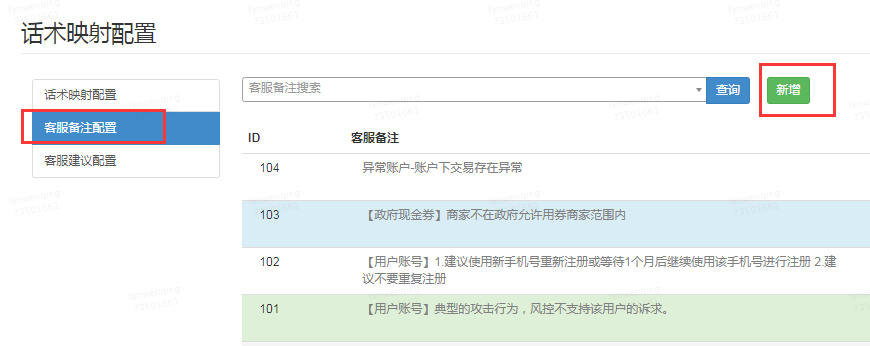 话术映射配置
话术映射配置
客服备注配置
客服建议配置
客服备注搜索
查询
新增
ID
客服备注
104
异常账户-账户下交易存在异常
103
【政府现金券】商家不在政府允许用券商家范围内
102
【用户账号】1.建议使用新手机号重新注册或等待1个月后继续使用该手机号进行注册 2.建
议不要重复注册
101
【用户账号】典型的攻击行为，风控不支持该用户的诉求。